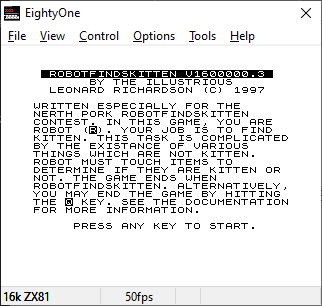 EightyOne
File View Control Options Tools Help
ROBOTFINDSKITTEN V1600000.3
BY THE ILLUSTRIOUS
LEONARD RICHARDSON (C) 1997
WRITTEN ESPECIALLY FOR THE
NERTH PORK ROBOTFINDSKITTEN
CONTEST. IN THIS GAME, YOU ARE
ROBOT (R). YOUR JOB IS TO FIND
KITTEN. THIS TASK IS COMPLICATED
BY THE EXISTANCE OF VARIOUS
THINGS WHICH ARE NOT KITTEN.
ROBOT MUST TOUCH ITEMS TO
DETERMINE IF THEY ARE KITTEN OR
NOT. THE GAME ENDS WHEN
ROBOTFINDSKITTEN. ALTERNATIVELY,
YOU MAY END THE GAME BY HITTING
THE Q KEY. SEE THE DOCUMENTATION
FOR MORE INFORMATION.
PRESS ANY KEY TO START.
16k ZX81 50fps